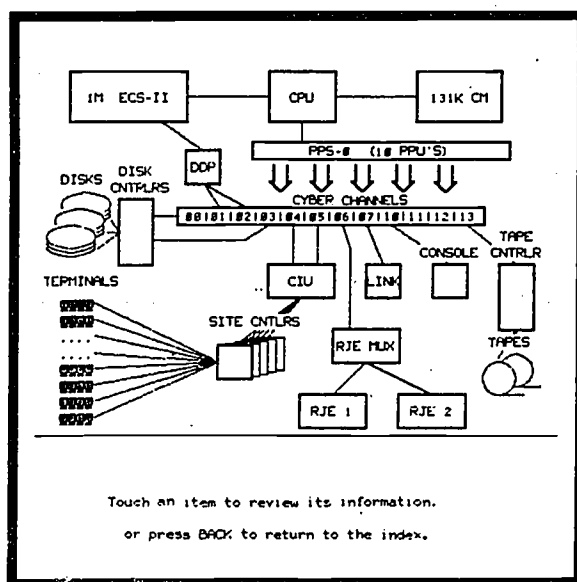 1M ECS-II
CPU
131K CM
PPS-0 (10 PPU'S)
DDP
DISKS
DISK
CNTPLRS
CYBER CHANNELS
00|01|02|03|04|05|06|07|10|11|12|13
TERMINALS
CIU
LINK
CONSOLE
TAPE
CNTRLR
SITE CNTLRS
RJE MUX
TAPES
RJE 1
RJE 2
Touch an item to review its information.
or press BACK to return to the index.